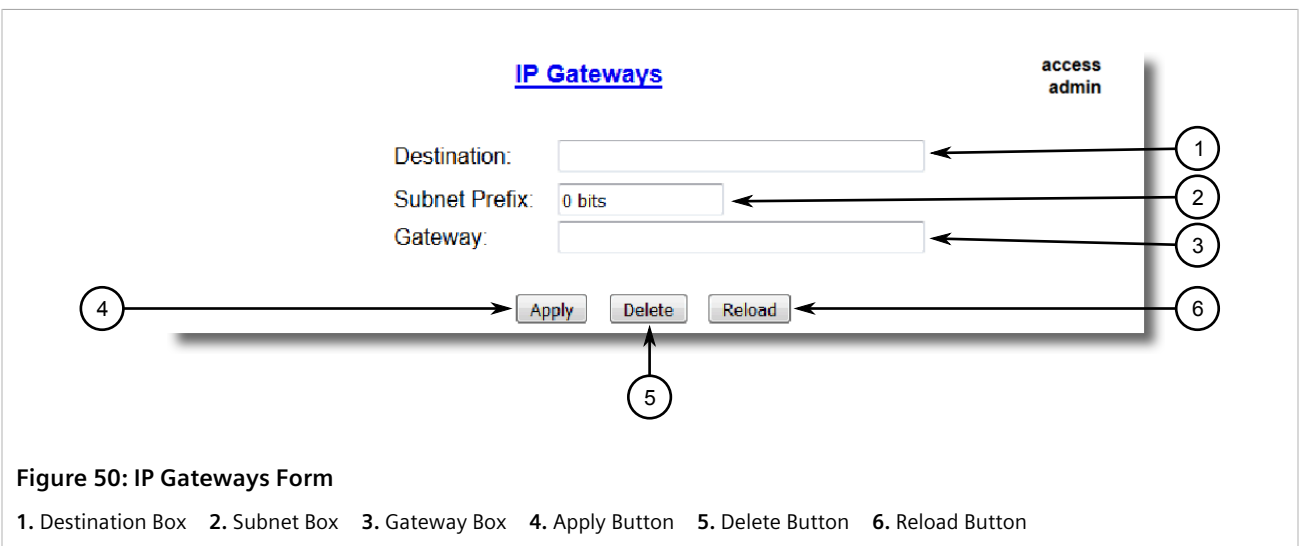 IP Gateways
access
admin
Destination:
1
Subnet Prefix: 0 bits
2
Gateway:
3
4
Apply Delete Reload
6
5
Figure 50: IP Gateways Form
1. Destination Box 2. Subnet Box 3. Gateway Box 4. Apply Button 5. Delete Button 6. Reload Button